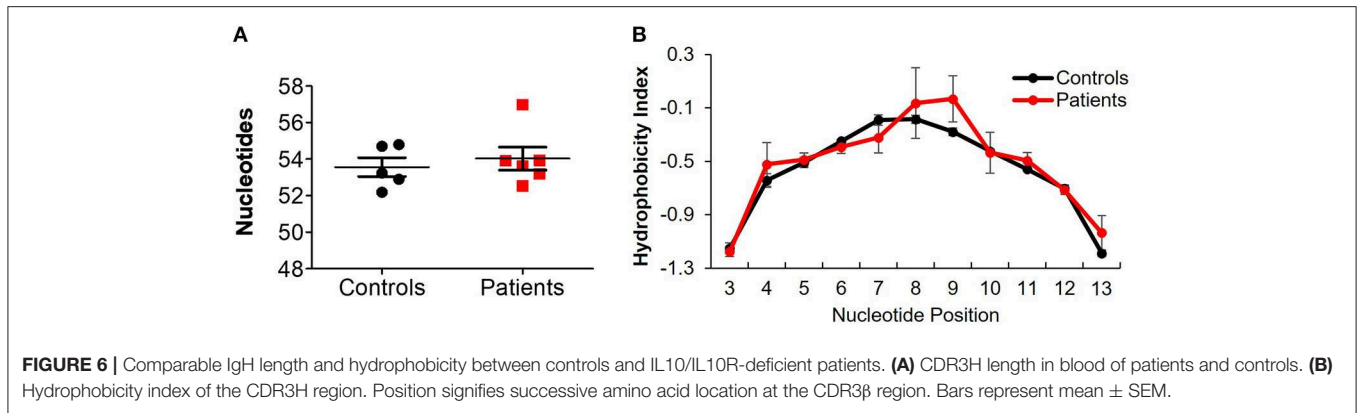 A
Nucleotides
58
56
54
52
50
48
Controls
Patients
B
Hydrophobicity Index
0.3
-0.1
-0.5
-0.9
-1.3
Controls
Patients
3 4 5 6 7 8 9 10 11 12 13
Nucleotide Position
FIGURE 6 | Comparable IgH length and hydrophobicity between controls and IL10/IL10R-deficient patients. (A) CDR3H length in blood of patients and controls. (B)
Hydrophobicity index of the CDR3H region. Position signifies successive amino acid location at the CDR3β region. Bars represent mean ± SEM.